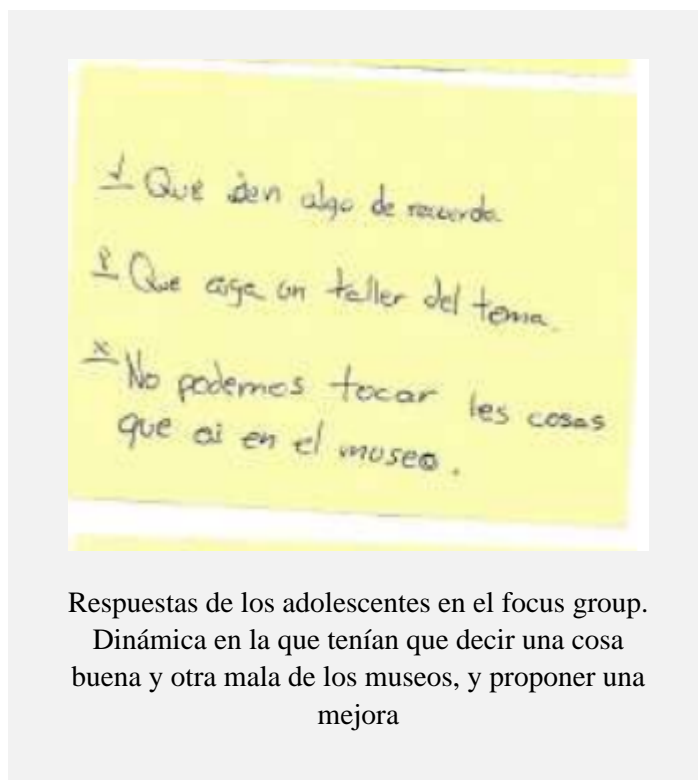 Que den algo de recuerdo.
Que aiga un taller del tema.
No podemos tocar les cosas
que ai en el museo.
Respuestas de los adolescentes en el focus group.
Dinámica en la que tenían que decir una cosa
buena y otra mala de los museos, y proponer una
mejora